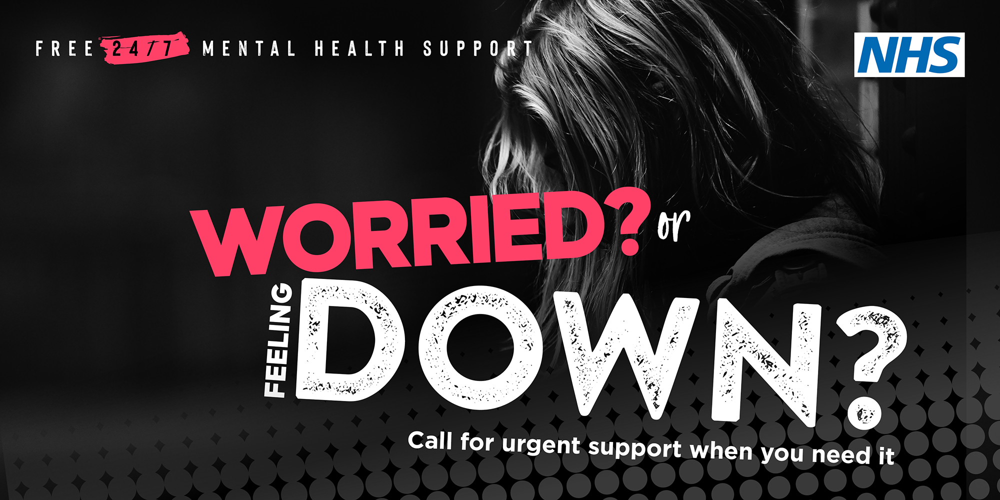 FREE 24/7 MENTAL HEALTH SUPPORT
NHS
WORRIED? or
FEELING DOWN?
Call for urgent support when you need it